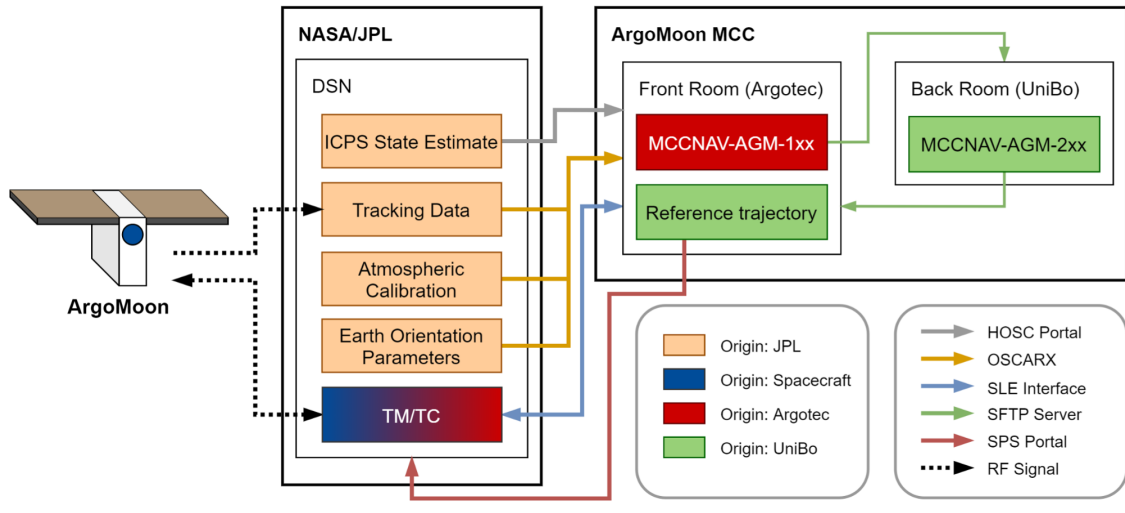 NASA/JPL
DSN
ICPS State Estimate
Tracking Data
Atmospheric
Calibration
Earth Orientation
Parameters
TM/TC
ArgoMoon
ArgoMoon MCC
Front Room (Argotec)
MCCNAV-AGM-1xx
Reference trajectory
Back Room (UniBo)
MCCNAV-AGM-2xx
Origin: JPL
Origin: Spacecraft
Origin: Argotec
Origin: UniBo
HOSC Portal
OSCARX
SLE Interface
SFTP Server
SPS Portal
RF Signal